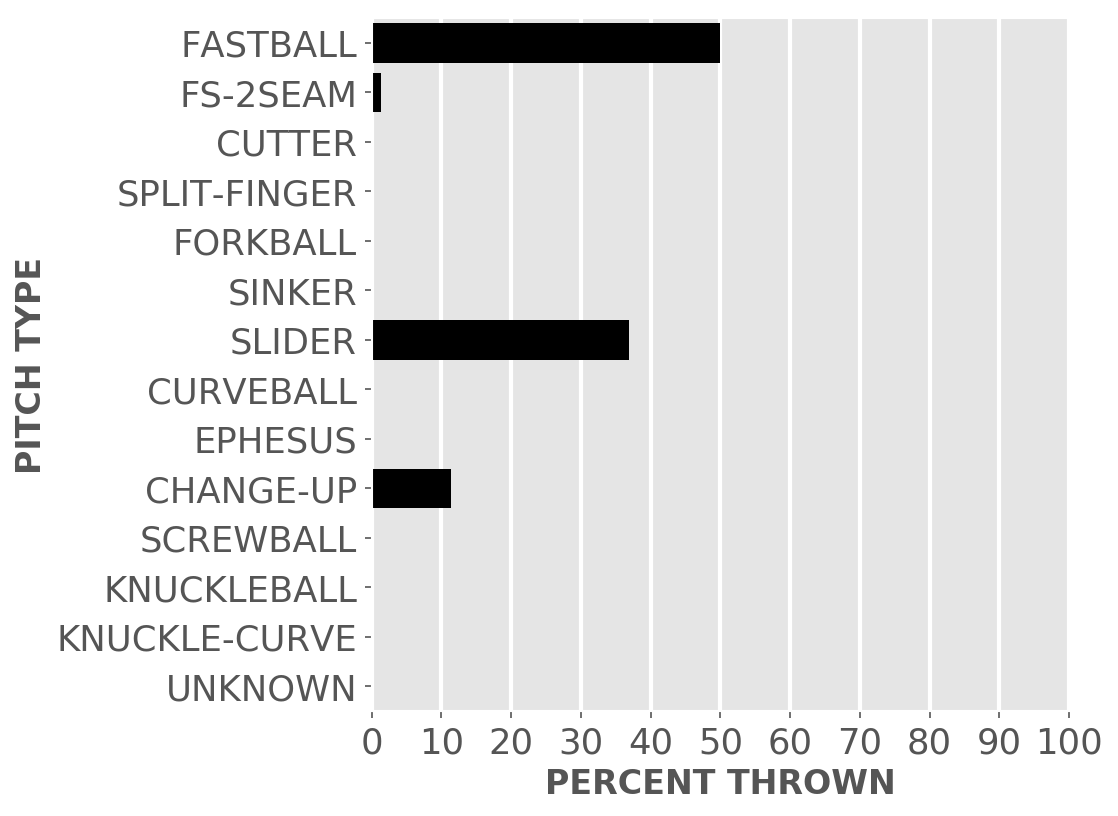 FASTBALL
FS-2SEAM
CUTTER
SPLIT-FINGER
FORKBALL
SINKER
SLIDER
CURVEBALL
EPHESUS
CHANGE-UP
SCREWBALL
KNUCKLEBALL
KNUCKLE-CURVE
UNKNOWN
PITCH TYPE
0 10 20 30 40 50 60 70 80 90 100
PERCENT THROWN